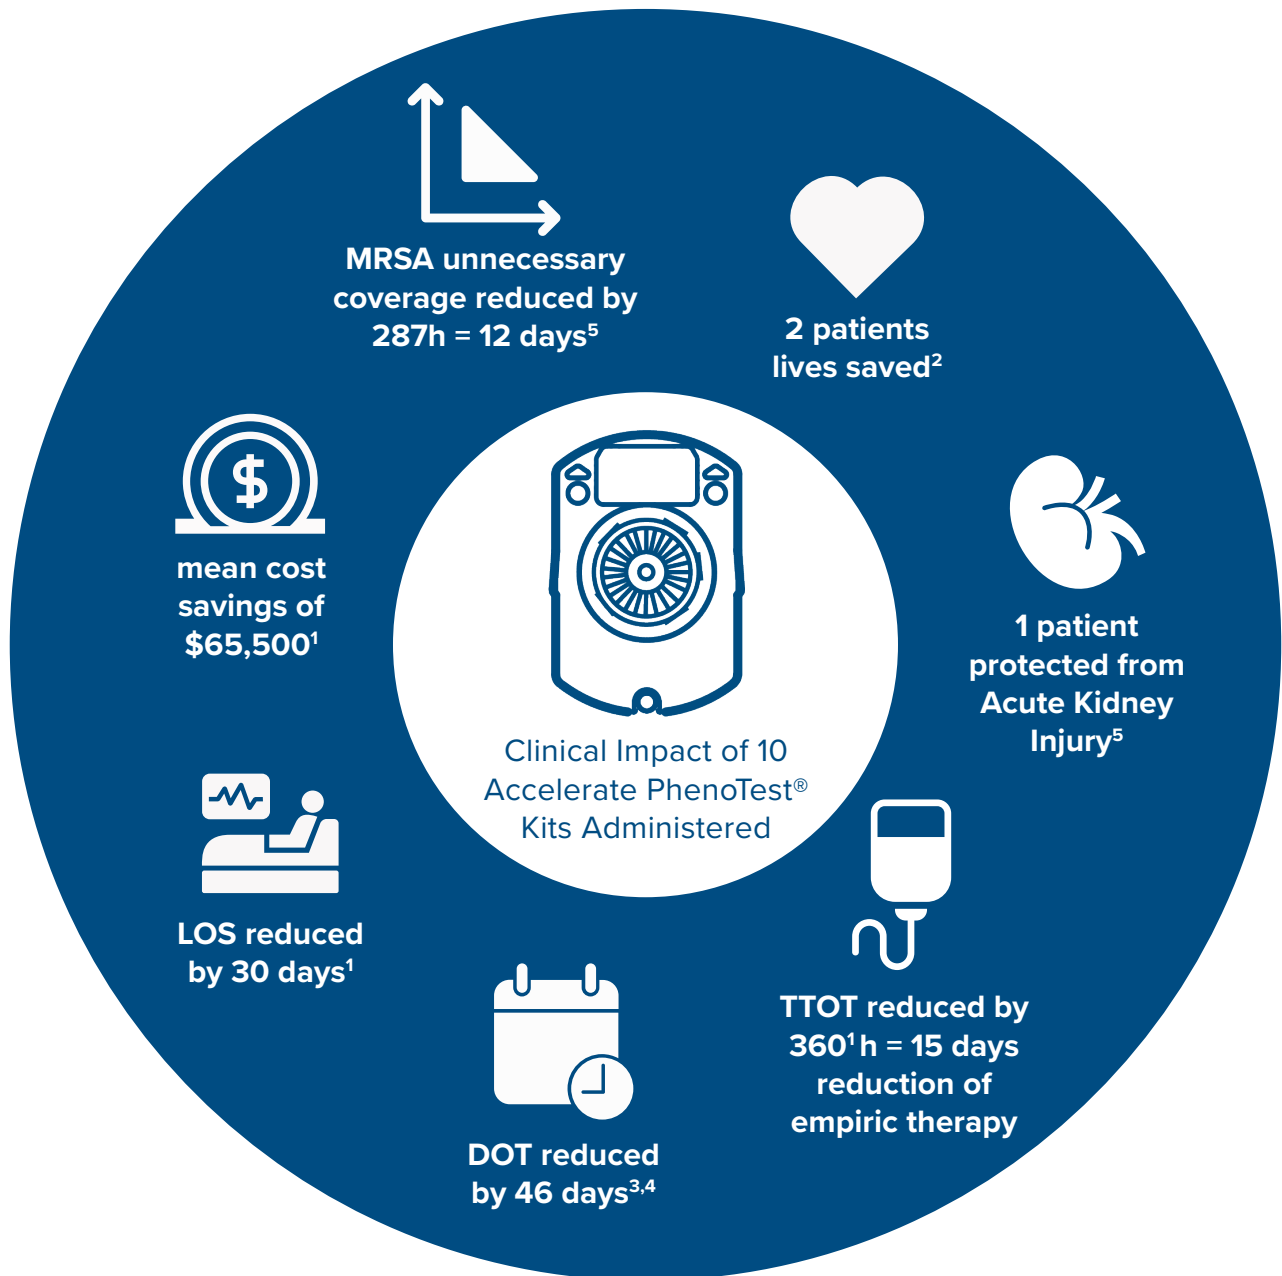 MRSA unnecessary
coverage reduced by
287h = 12 days⁵
2 patients
lives saved²
$
mean cost
savings of
$65,500¹
1 patient
protected from
Acute Kidney
Injury⁵
Clinical Impact of 10
Accelerate PhenoTest®
Kits Administered
LOS reduced
by 30 days¹
TTOT reduced by
360¹ h = 15 days
reduction of
empiric therapy
DOT reduced
by 46 days³,⁴